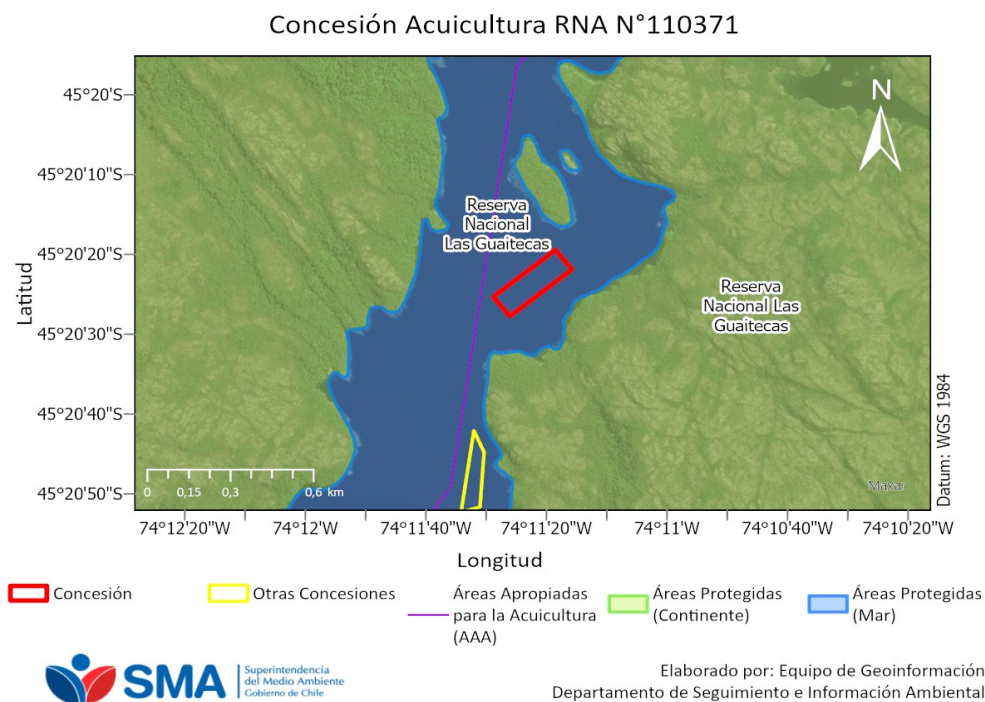 Concesión Acuicultura RNA N°110371
45°20'S
45°20'10"S
45°20'20"S
45°20'30"S
45°20'40"S
45°20'50"S
Latitud
N
Reserva
Nacional
Las Guaitecas
Reserva
Nacional Las
Guaitecas
Datum: WGS 1984
Maxar
0 0,15 0,3 0,6 km
74°12'20"W 74°12'W 74°11'40"W 74°11'20"W 74°11'W 74°10'40"W 74°10'20"W
Longitud
Concesión
Otras Concesiones
Áreas Apropiadas
para la Acuicultura
(AAA)
Áreas Protegidas
(Continente)
Áreas Protegidas
(Mar)
SMA
Superintendencia
del Medio Ambiente
Gobierno de Chile
Elaborado por: Equipo de Geoinformación
Departamento de Seguimiento e Información Ambiental